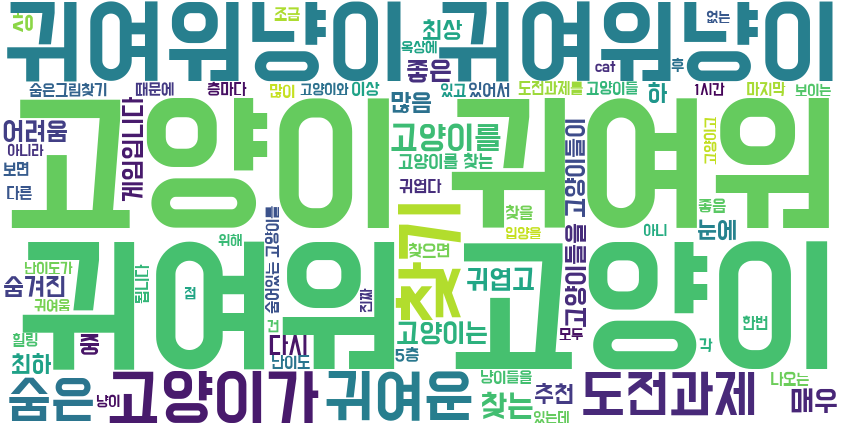 귀여워냥이 귀여워냥이
상
조금
최상
옥상에
없는
좋은
cat
후
숨은그림찾기 때문에 층마다 많이 고양이와 이상 있고 있어서 도전과제를 고양이들 하 1시간 마지막 보이는
많음
고양이 귀여워
어려움
아니라
게임입니다
고양이를
고양이를 찾는
고양이들이
고양이고
보면
다른
귀엽다
찾을
좋음
입양을
아니
눈에
위해
숨어있는 고양이를
찾기
찾으면
고양이들을
귀여워 고양이
난이도가
숨겨진
귀여움
됩니다
점
진짜
귀엽고
건
고양이는
한번
힐링
중
다시
모두
각
최하
난이도
5층
숨은
냥이
고양이가
귀여운
냥이들을
찾는
추천
있는데
도전과제
나오는
매우